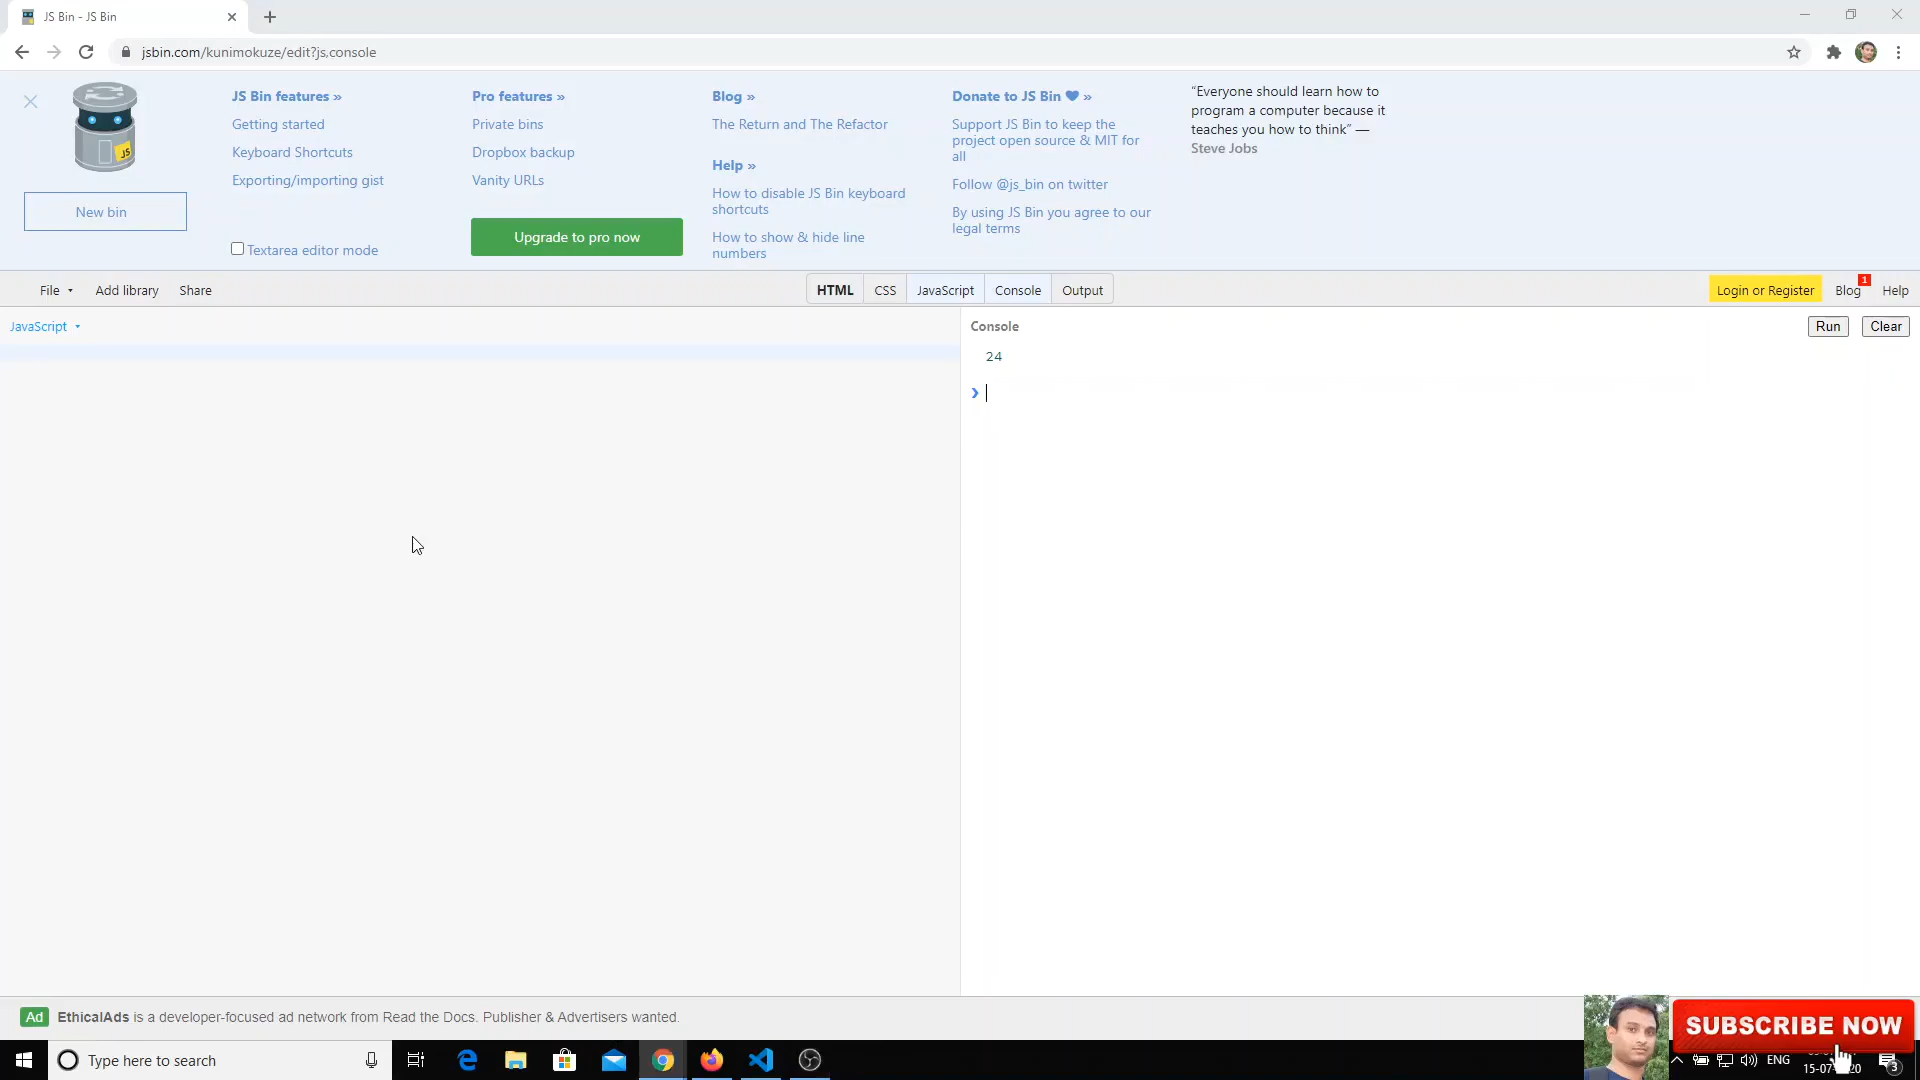 JS Bin - JS Bin
jsbin.com/kunimokuze/edit?js,console
JS
New bin
JS Bin features »
Getting started
Keyboard Shortcuts
Exporting/importing gist
Textarea editor mode
Pro features »
Private bins
Dropbox backup
Vanity URLs
Upgrade to pro now
Blog »
The Return and The Refactor
Help »
How to disable JS Bin keyboard
shortcuts
How to show & hide line
numbers
Donate to JS Bin ♥ »
Support JS Bin to keep the
project open source & MIT for
all
Follow @js_bin on twitter
By using JS Bin you agree to our
legal terms
“Everyone should learn how to
program a computer because it
teaches you how to think” —
Steve Jobs
File Add library Share
HTML CSS JavaScript Console Output
Login or Register Blog 1 Help
JavaScript
Console Run Clear
24
Ad EthicalAds is a developer-focused ad network from Read the Docs. Publisher & Advertisers wanted.
SUBSCRIBE NOW
Type here to search
ENG
3